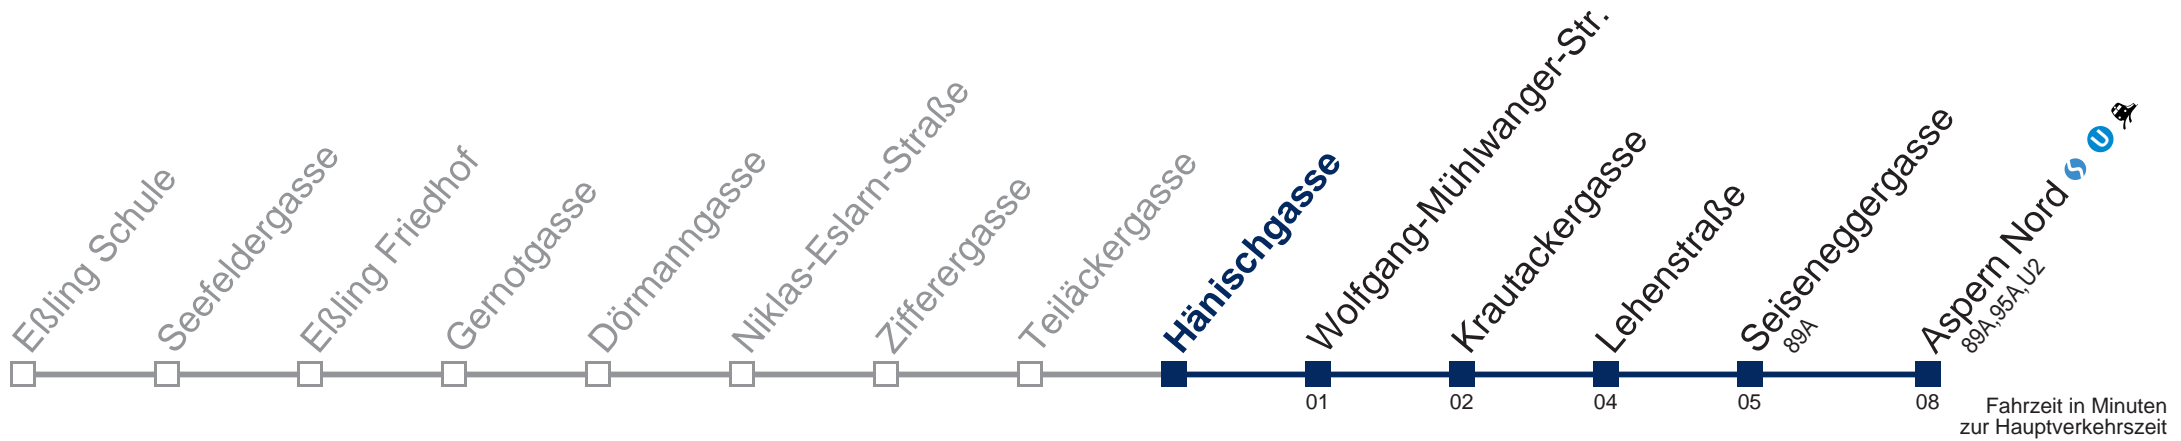 Eßling Schule
Seefeldergasse
Eßling Friedhof
Gernotgasse
Dörmanngasse
Niklas-Eslarn-Straße
Zifferergasse
Teiläckergasse
Hänischgasse
Wolfgang-Mühlwanger-Str.
Krautackergasse
Lehenstraße
Seiseneggergasse
89A
Aspern Nord
U
89A,95A,U2
01
02
04
05
08
Fahrzeit in Minuten
zur Hauptverkehrszeit